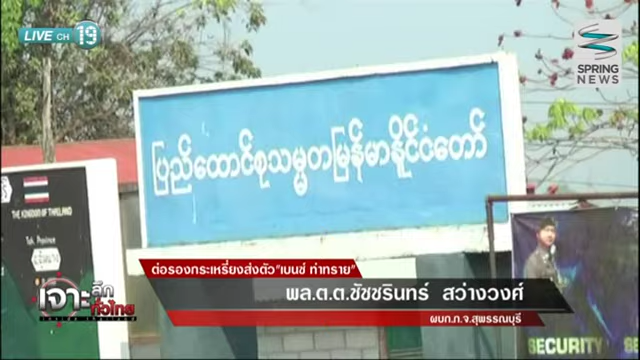 LIVE CH 19
SPRING
NEWS
ပြည်ထောင်စုသမ္မတမြန်မာနိုင်ငံတော်
THE KINGDOM OF THAILAND
Tak Province
ต่อรองกระเหรี่ยงส่งตัว"เบนซ์ ท่าทราย"
เจาะลึก
ทั่วไทย
inside thailand
พล.ต.ต.ชัชชรินทร์ สว่างวงศ์
ผบก.ภ.จ.สุพรรณบุรี
SECURITY